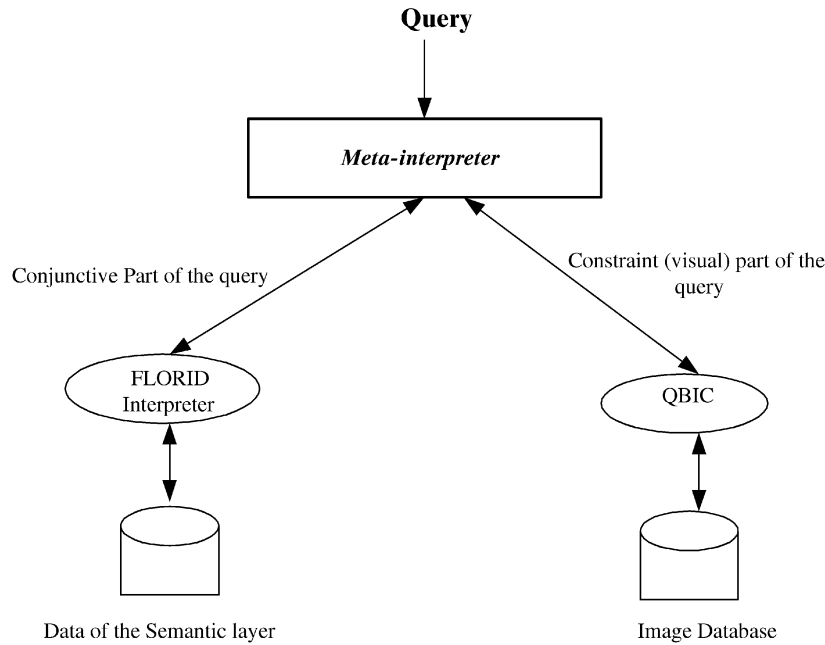 Query
Meta-interpreter
Conjunctive Part of the query
Constraint (visual) part of the
query
FLORID
Interpreter
QBIC
Data of the Semantic layer
Image Database